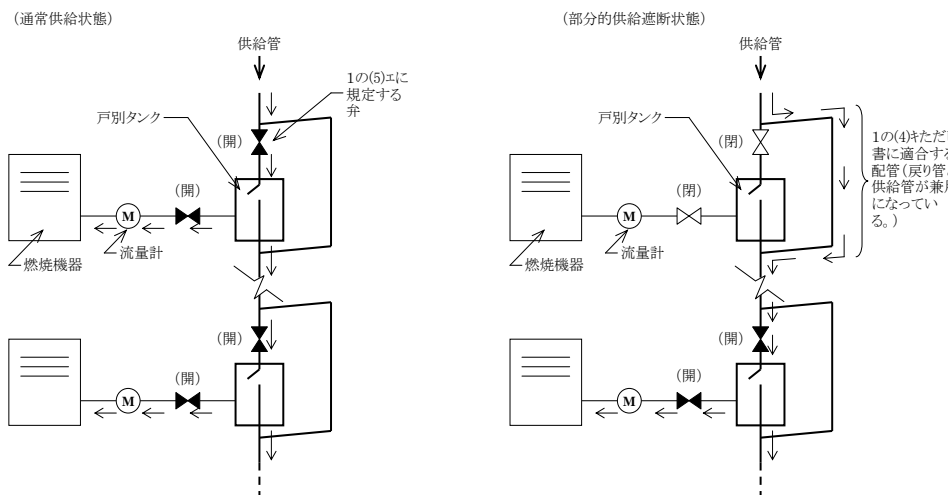 (通常供給状態)
供給管
1の(5)ェに
規定する
弁
戸別タンク
(開)
(開)
M
流量計
燃焼機器
(開)
(開)
M
(部分的供給遮断状態)
供給管
戸別タンク
(閉)
(閉)
M
流量計
燃焼機器
1の(4)ｷただ
書に適合する
配管(戻り管と
供給管が兼用
になってい
る。)
(開)
(開)
M